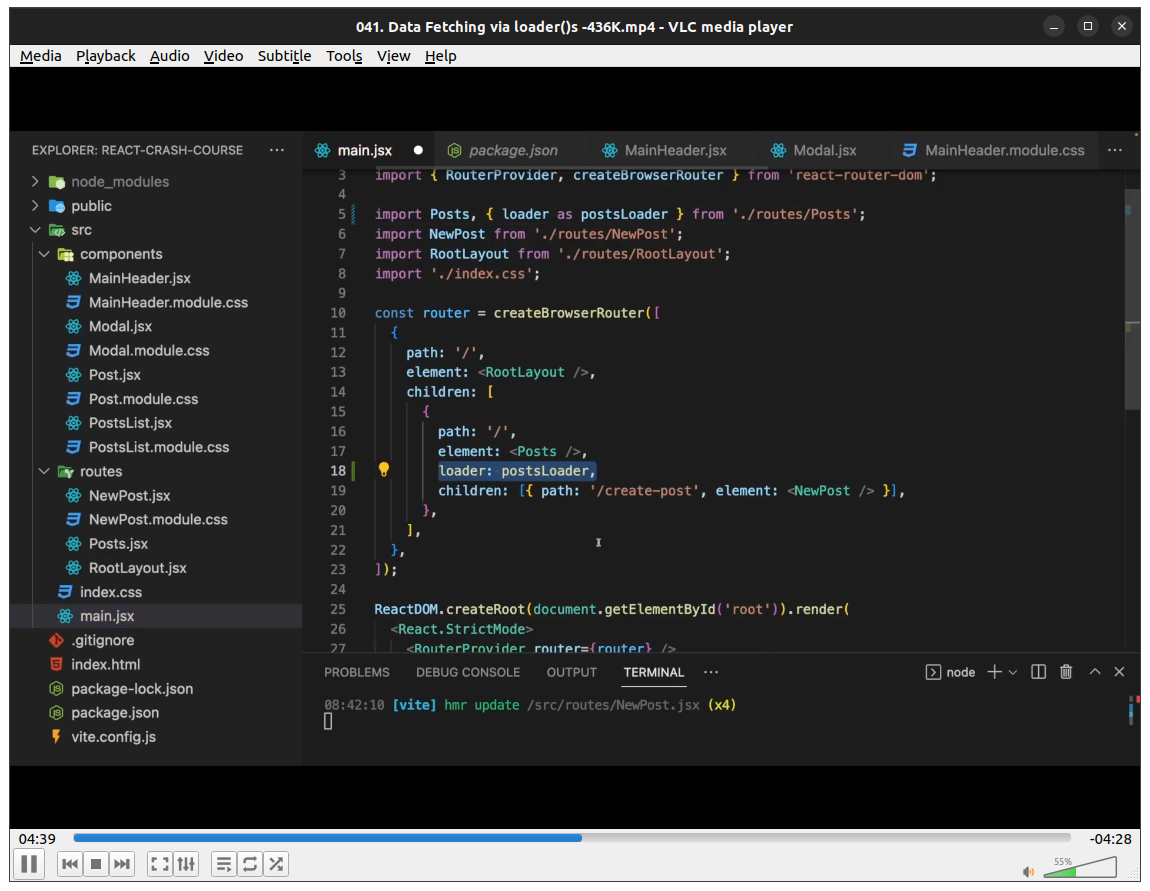 041. Data Fetching via loader()s -436K.mp4 - VLC media player
Media Playback Audio Video Subtitle Tools View Help
EXPLORER: REACT-CRASH-COURSE ···
node_modules
public
src
components
MainHeader.jsx
MainHeader.module.css
Modal.jsx
Modal.module.css
Post.jsx
Post.module.css
PostsList.jsx
PostsList.module.css
routes
NewPost.jsx
NewPost.module.css
Posts.jsx
RootLayout.jsx
index.css
main.jsx
.gitignore
index.html
package-lock.json
package.json
vite.config.js
main.jsx package.json MainHeader.jsx Modal.jsx MainHeader.module.css ···
3 import { RouterProvider, createBrowserRouter } from 'react-router-dom';
4
5 import Posts, { loader as postsLoader } from './routes/Posts';
6 import NewPost from './routes/NewPost';
7 import RootLayout from './routes/RootLayout';
8 import './index.css';
9
10 const router = createBrowserRouter([
11 {
12 path: '/',
13 element: <RootLayout />,
14 children: [
15 {
16 path: '/',
17 element: <Posts />,
18 loader: postsLoader,
19 children: [{ path: '/create-post', element: <NewPost /> }],
20 },
21 ],
22 },
23 ]);
24
25 ReactDOM.createRoot(document.getElementById('root')).render(
26 <React.StrictMode>
27 <RouterProvider router={router} />
PROBLEMS DEBUG CONSOLE OUTPUT TERMINAL ··· node
08:42:10 [vite] hmr update /src/routes/NewPost.jsx (x4)
04:39 -04:28
55%